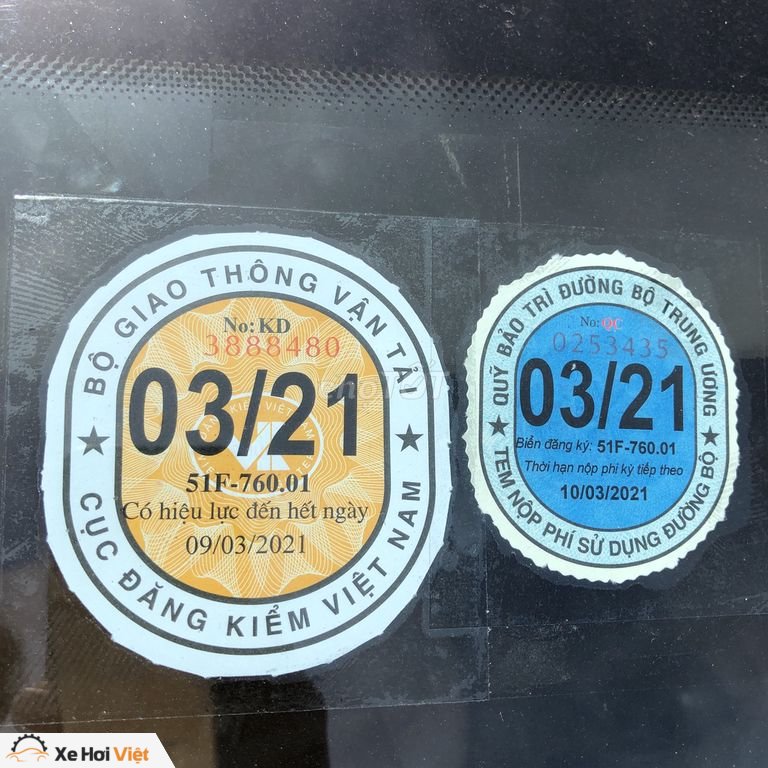 BỘ GIAO THÔNG VẬN TẢI
No: KD
3888480
03/21
51F-760.01
Có hiệu lực đến hết ngày
09/03/2021
CỤC ĐĂNG KIỂM VIỆT NAM
QUỸ BẢO TRÌ ĐƯỜNG BỘ TRUNG ƯƠNG
No: QC
0253435
03/21
Biển đăng ký: 51F-760.01
Thời hạn nộp phí kỳ tiếp theo
10/03/2021
TEM NỘP PHÍ SỬ DỤNG ĐƯỜNG BỘ
Xe Hơi Việt